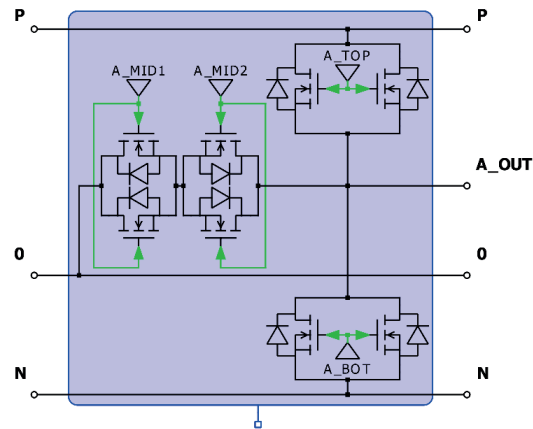 P P
A_TOP
A_MID1 A_MID2
A_OUT
0 0
A_BOT
N N